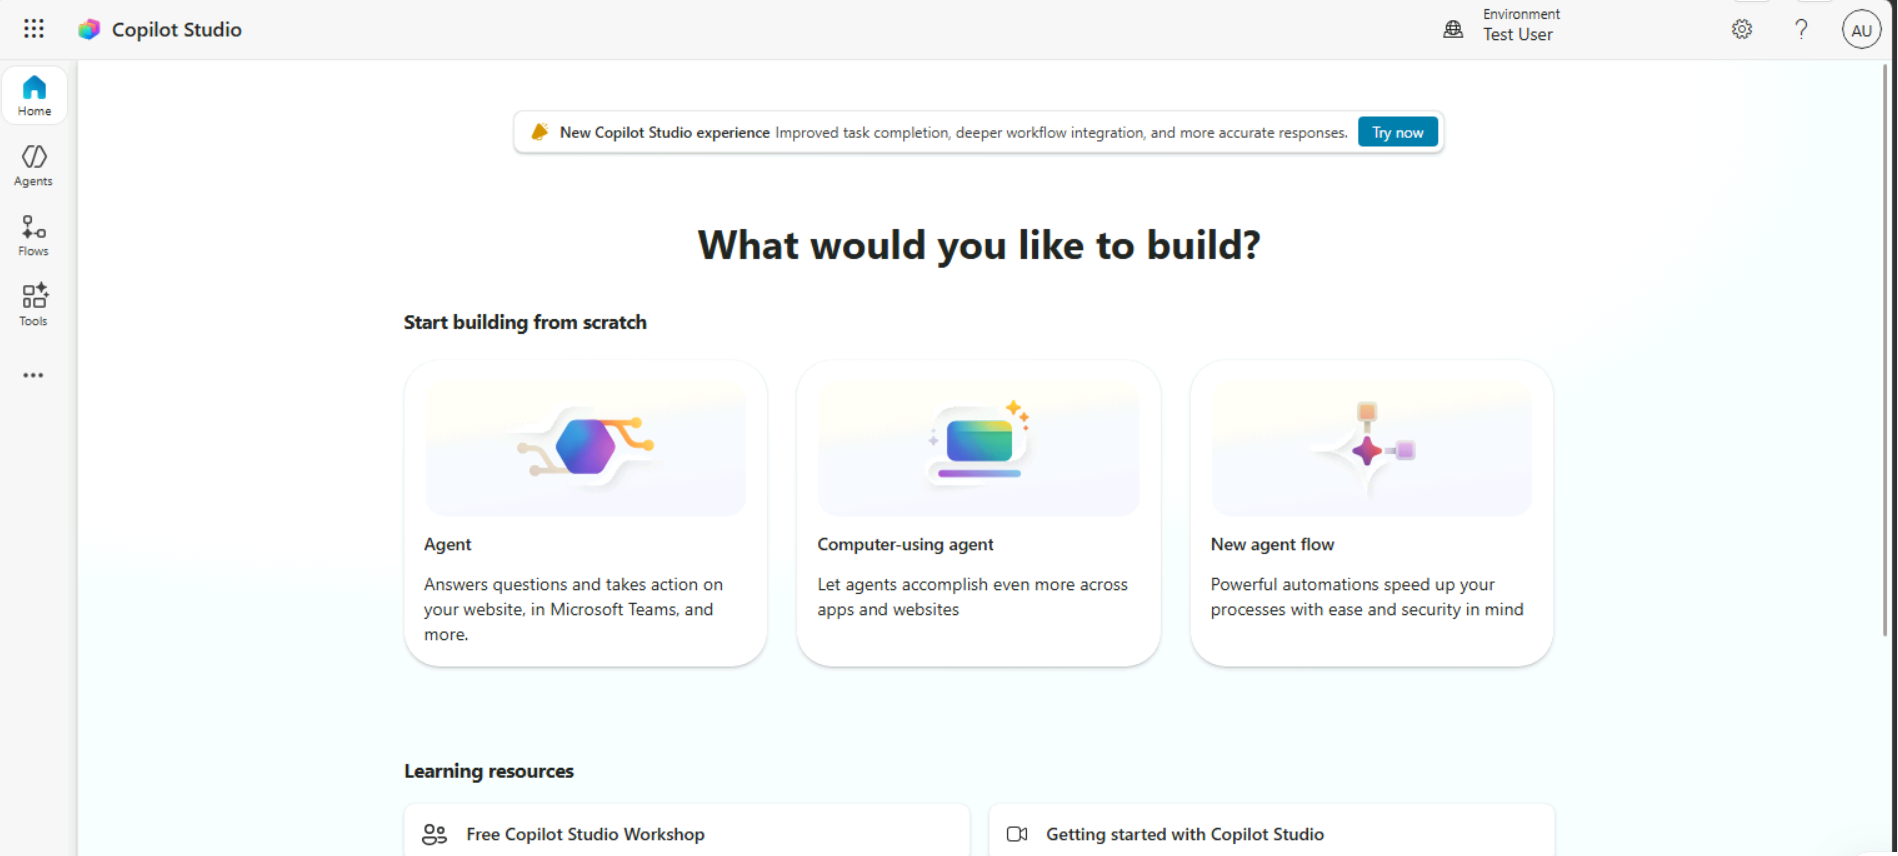 Copilot Studio
Environment
Test User
?
AU
Home
Agents
Flows
Tools
New Copilot Studio experience Improved task completion, deeper workflow integration, and more accurate responses. Try now
What would you like to build?
Start building from scratch
Agent
Answers questions and takes action on
your website, in Microsoft Teams, and
more.
Computer-using agent
Let agents accomplish even more across
apps and websites
New agent flow
Powerful automations speed up your
processes with ease and security in mind
Learning resources
Free Copilot Studio Workshop
Getting started with Copilot Studio